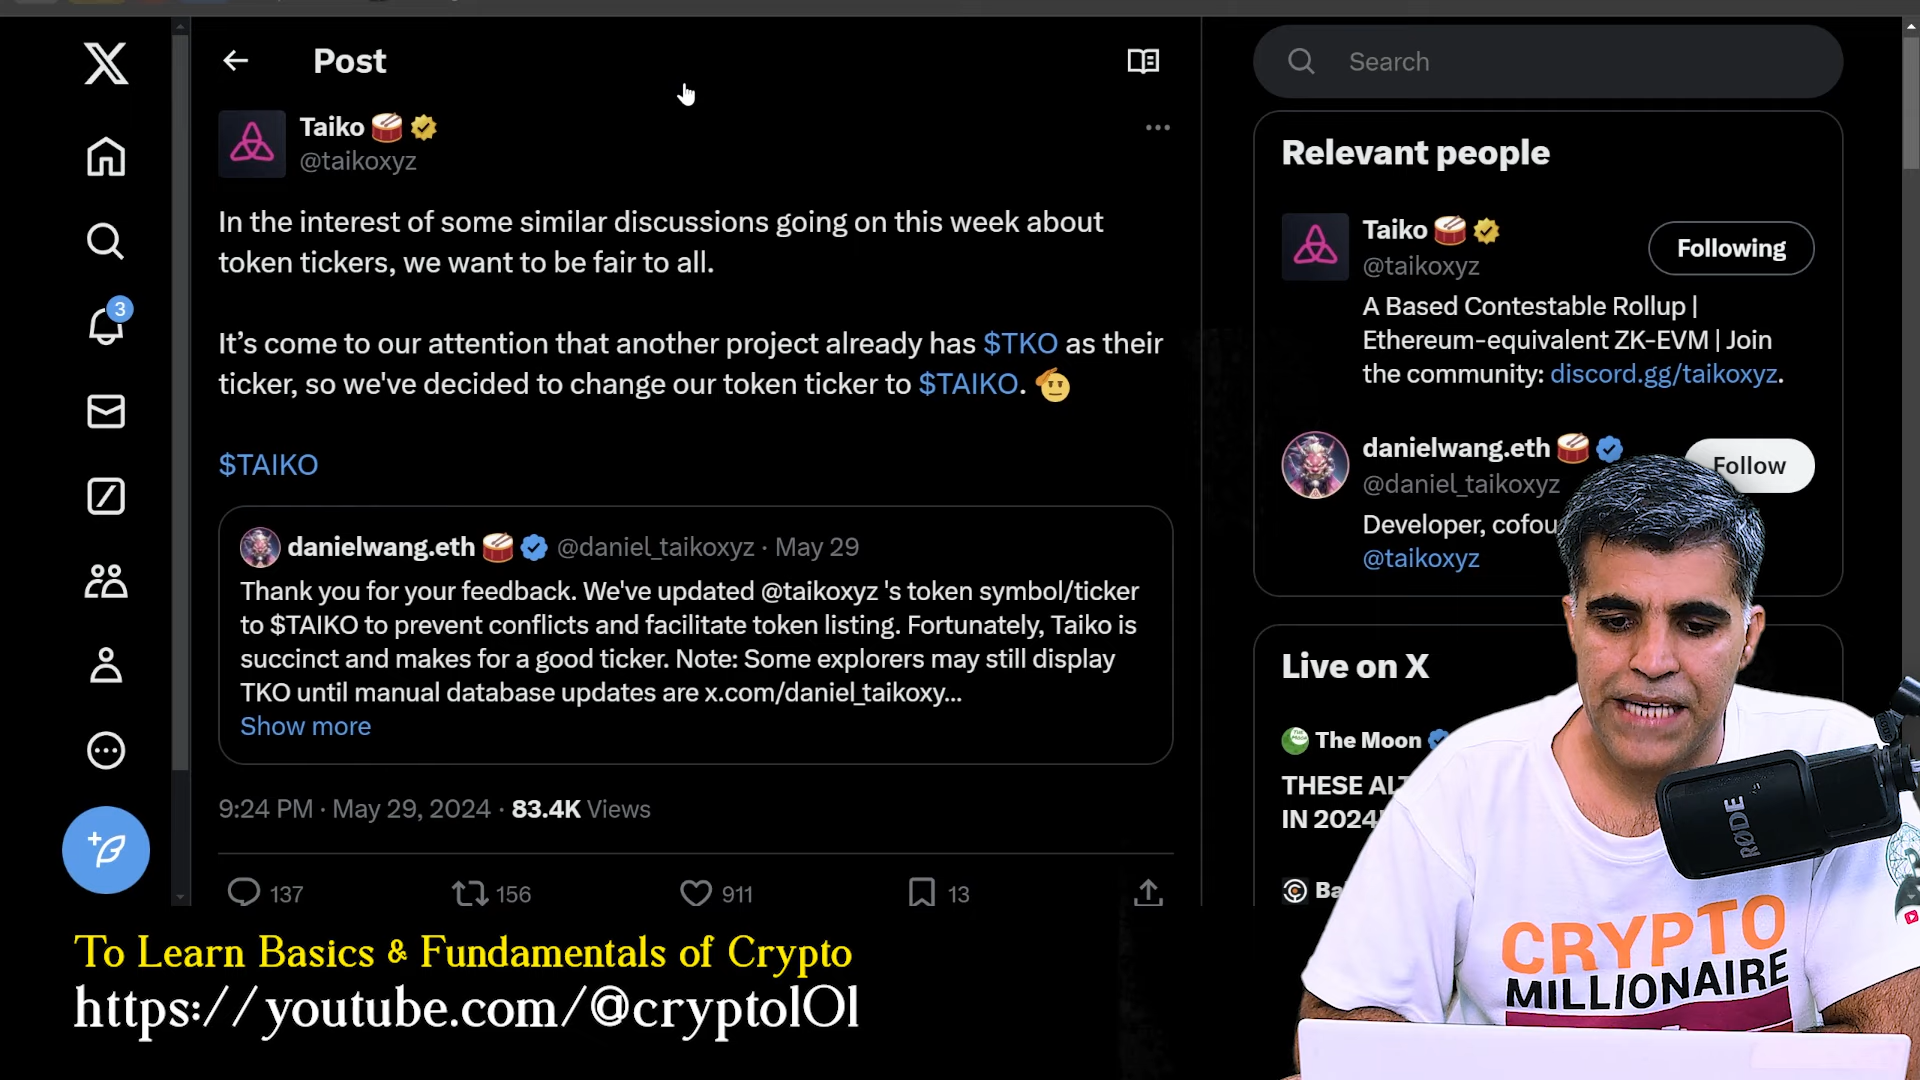 Post
Taiko
@taikoxyz
In the interest of some similar discussions going on this week about
token tickers, we want to be fair to all.
It’s come to our attention that another project already has $TKO as their
ticker, so we've decided to change our token ticker to $TAIKO.
$TAIKO
danielwang.eth @daniel_taikoxyz · May 29
Thank you for your feedback. We've updated @taikoxyz 's token symbol/ticker
to $TAIKO to prevent conflicts and facilitate token listing. Fortunately, Taiko is
succinct and makes for a good ticker. Note: Some explorers may still display
TKO until manual database updates are x.com/daniel_taikoxy...
Show more
9:24 PM · May 29, 2024 · 83.4K Views
137 156 911 13
3
Search
Relevant people
Taiko
Following
@taikoxyz
A Based Contestable Rollup |
Ethereum-equivalent ZK-EVM | Join
the community: discord.gg/taikoxyz.
danielwang.eth
Follow
@daniel_taikoxyz
Developer, cofou
@taikoxyz
Live on X
The Moon
THESE AL
IN 2024
Ba
RØDE
CRYPTO
MILLIONAIRE
To Learn Basics & Fundamentals of Crypto
https://youtube.com/@crypto101